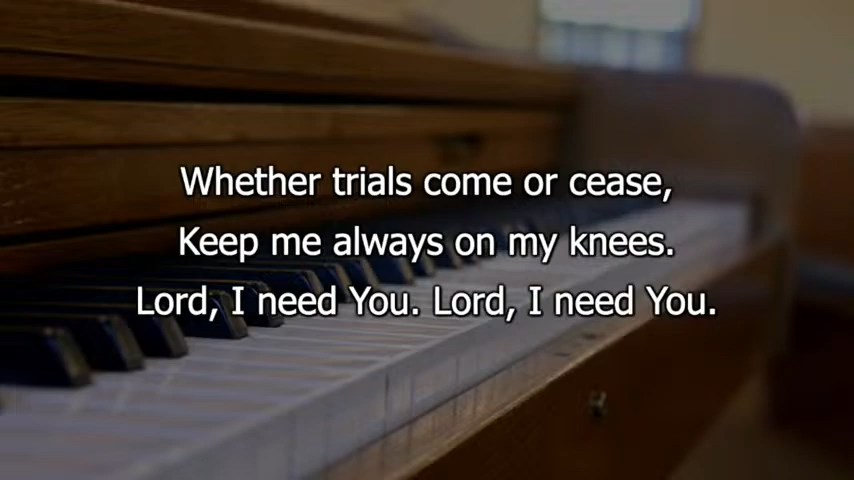 Whether trials come or cease,
Keep me always on my knees.
Lord, I need You. Lord, I need You.